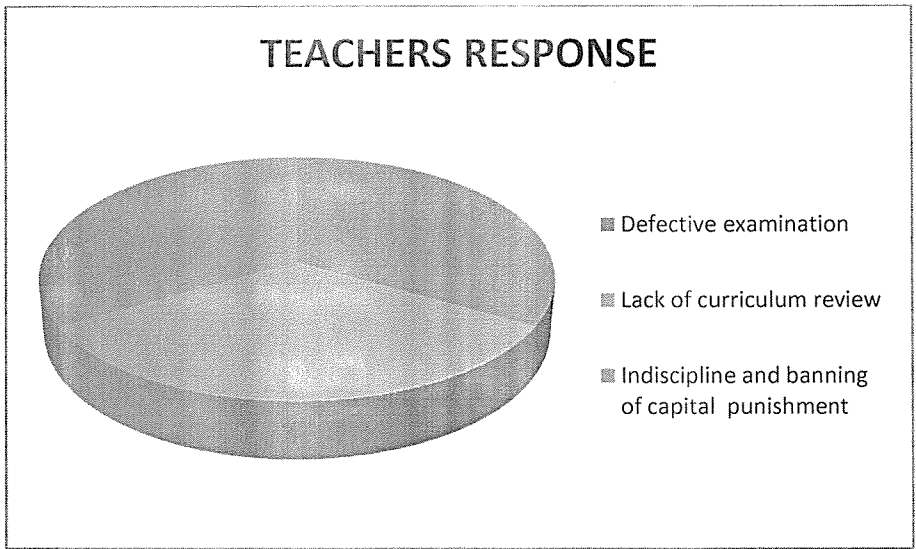 TEACHERS RESPONSE
Defective examination
Lack of curriculum review
Indiscipline and banning
of capital punishment